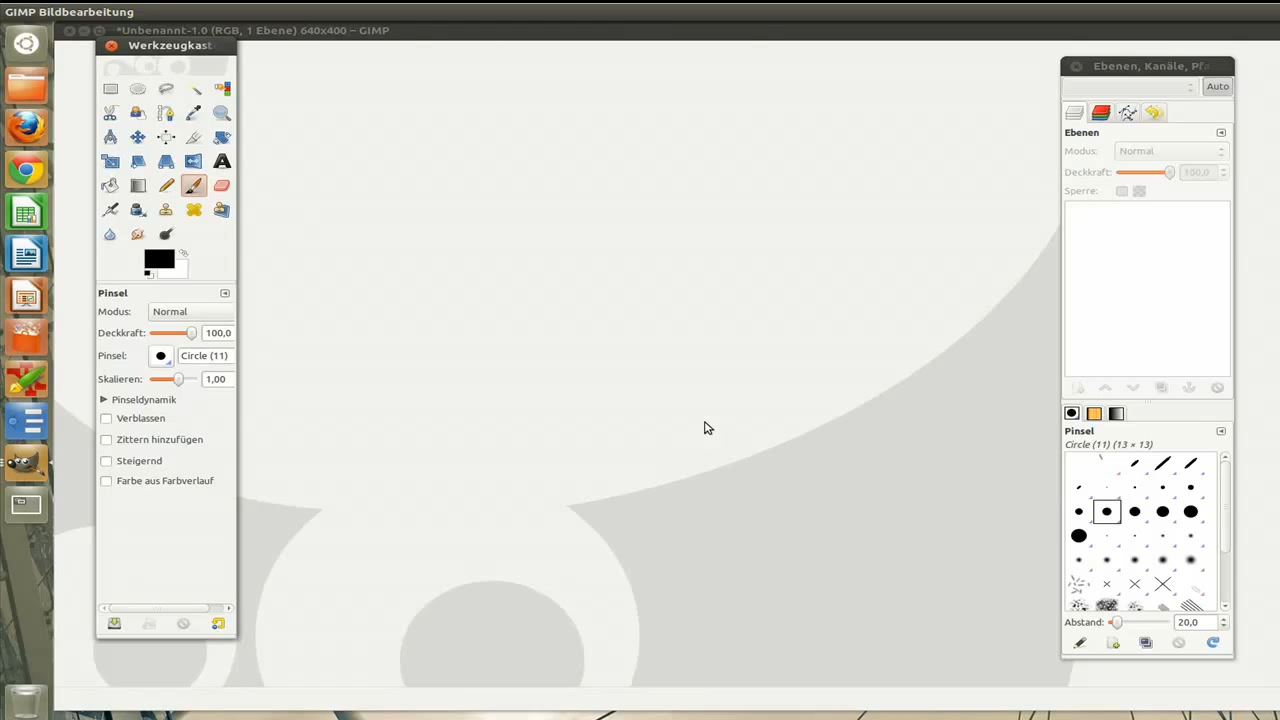 GIMP Bildbearbeitung
*Unbenannt-1.0 (RGB, 1 Ebene) 640x400 – GIMP
Werkzeugkast
Pinsel
Modus: Normal
Deckkraft: 100,0
Pinsel: Circle (11)
Skalieren: 1,00
Pinseldynamik
Verblassen
Zittern hinzufügen
Steigernd
Farbe aus Farbverlauf
Ebenen, Kanäle, Pfa
Auto
Ebenen
Modus: Normal
Deckkraft: 100,0
Sperre:
Pinsel
Circle (11) (13 × 13)
Abstand: 20,0